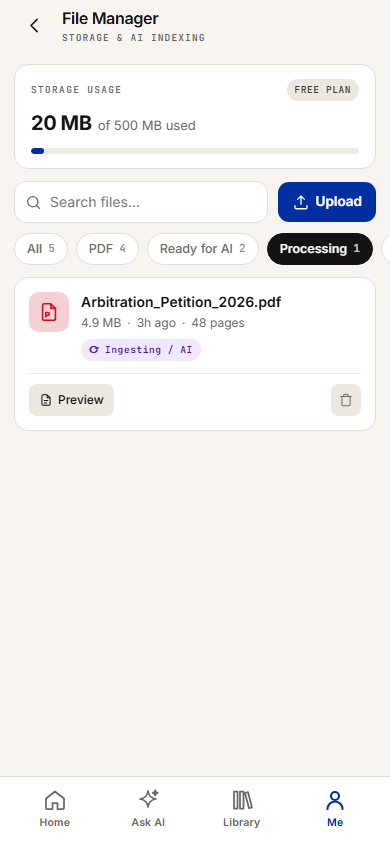 File Manager
STORAGE & AI INDEXING
STORAGE USAGE
FREE PLAN
20 MB of 500 MB used
Search files...
Upload
All 5
PDF 4
Ready for AI 2
Processing 1
Arbitration_Petition_2026.pdf
4.9 MB · 3h ago · 48 pages
Ingesting / AI
Preview
Home
Ask AI
Library
Me